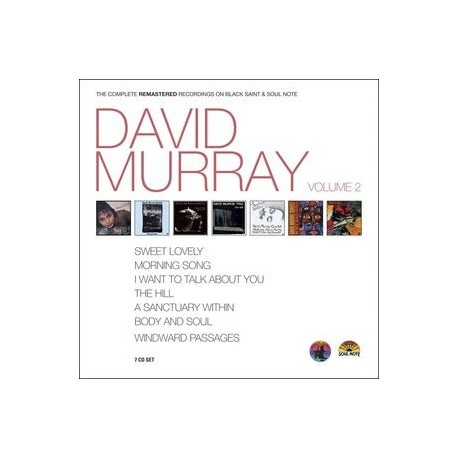 THE COMPLETE REMASTERED RECORDINGS ON BLACK SAINT & SOUL NOTE
DAVID
MURRAY
VOLUME 2
SWEET LOVELY
MORNING SONG
I WANT TO TALK ABOUT YOU
THE HILL
A SANCTUARY WITHIN
BODY AND SOUL
WINDWARD PASSAGES
7 CD SET
SOUL NOTE